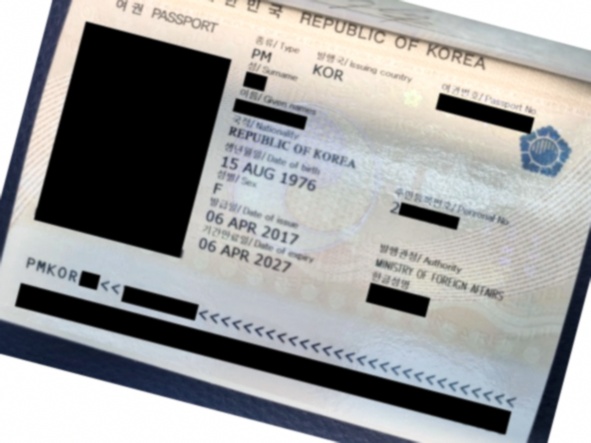 여권 PASSPORT
한민국 REPUBLIC OF KOREA
종류/ Type
발행국/ Issuing country
여권번호/ Passport No.
PM
KOR
성/ Surname
이름/ Given names
국적/ Nationality
REPUBLIC OF KOREA
생년월일/ Date of birth
15 AUG 1976
성별/ Sex
주민등록번호/ Personal No.
F
2
발급일/ Date of issue
06 APR 2017
발행관청/ Authority
기간만료일/ Date of expiry
MINISTRY OF FOREIGN AFFAIRS
06 APR 2027
한글성명
PMKOR
<<
<<<<<<<<<<<<<<<<<<<<<<<<<<<